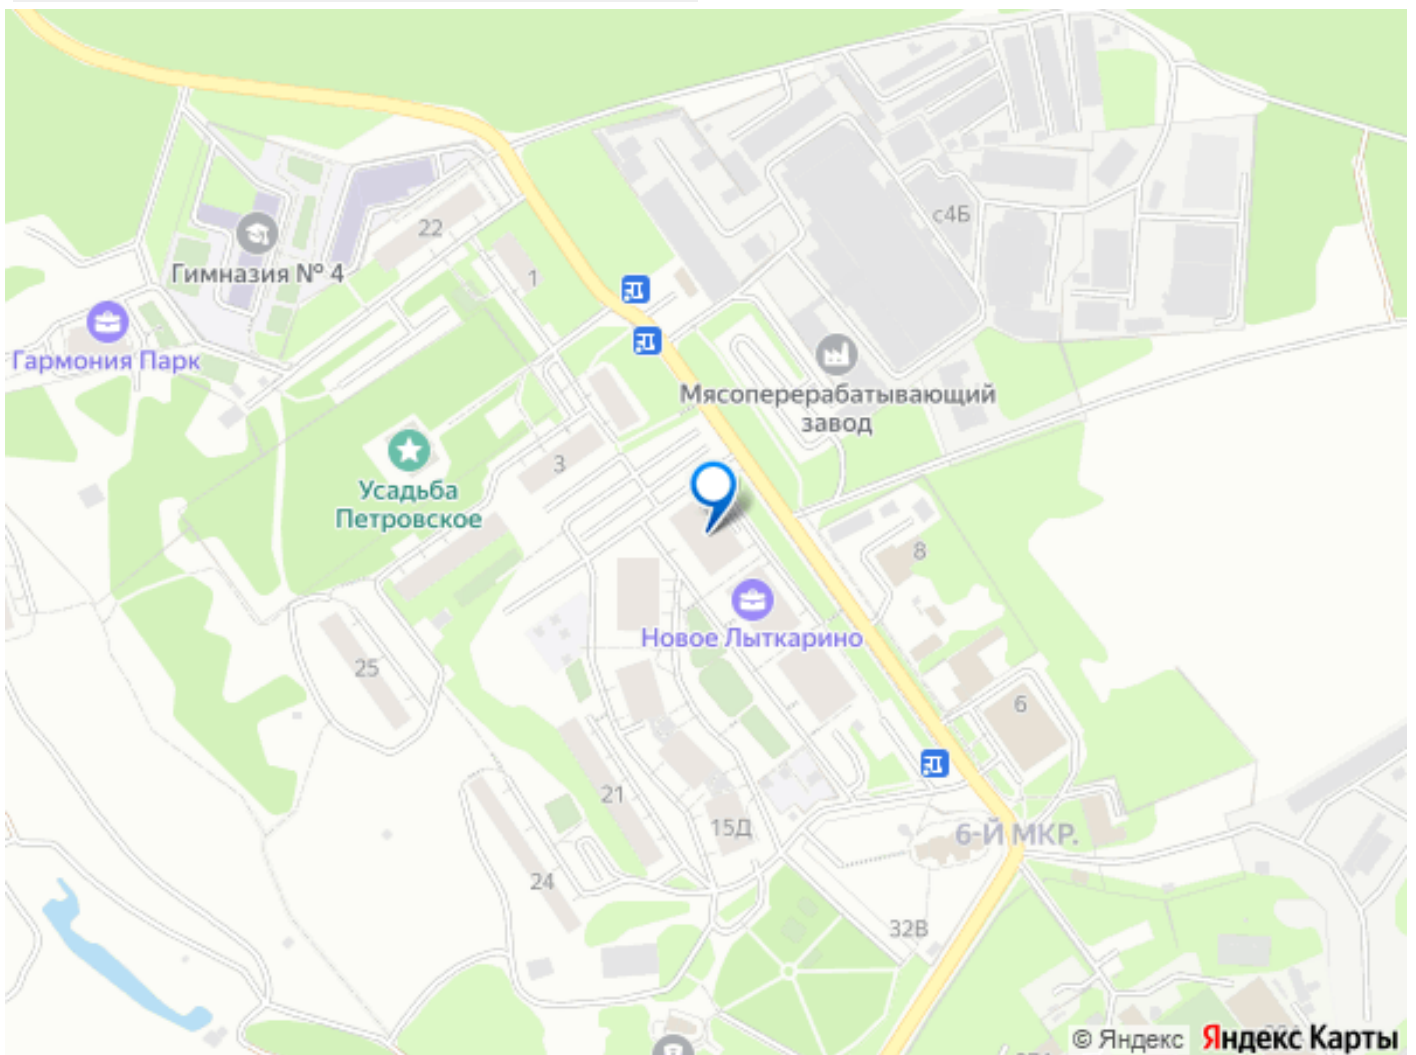 22
с4Б
Гимназия № 4
1
Гармония Парк
Мясоперерабатывающий
завод
3
Усадьба
Петровское
8
Новое Лыткарино
25
6
21
15Д
6-Й МКР.
24
32В
© Яндекс Яндекс Карты